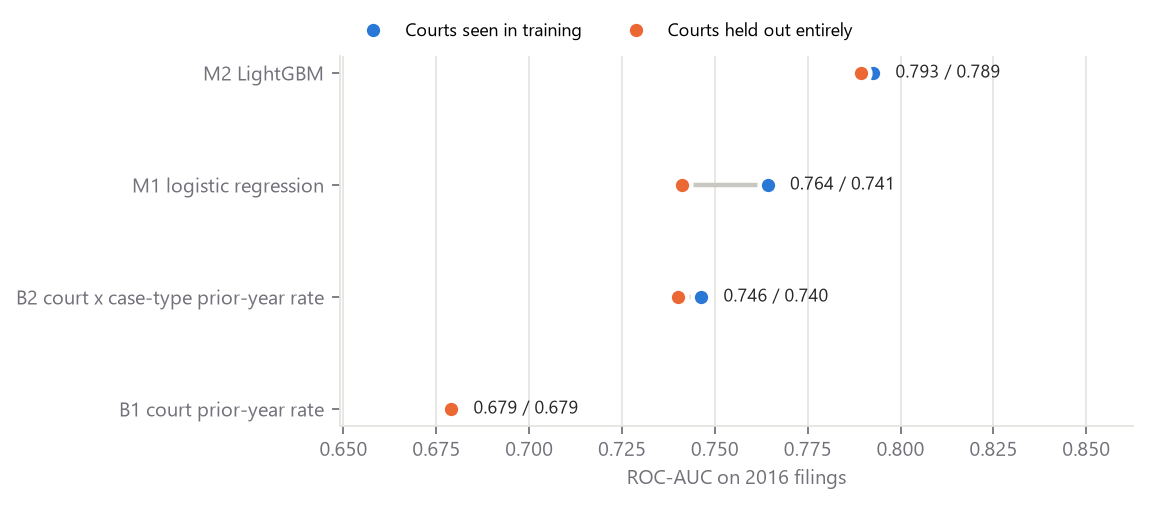 Courts seen in training  Courts held out entirely
M2 LightGBM  0.793 / 0.789
M1 logistic regression  0.764 / 0.741
B2 court x case-type prior-year rate  0.746 / 0.740
B1 court prior-year rate  0.679 / 0.679
0.650  0.675  0.700  0.725  0.750  0.775  0.800  0.825  0.850
ROC-AUC on 2016 filings